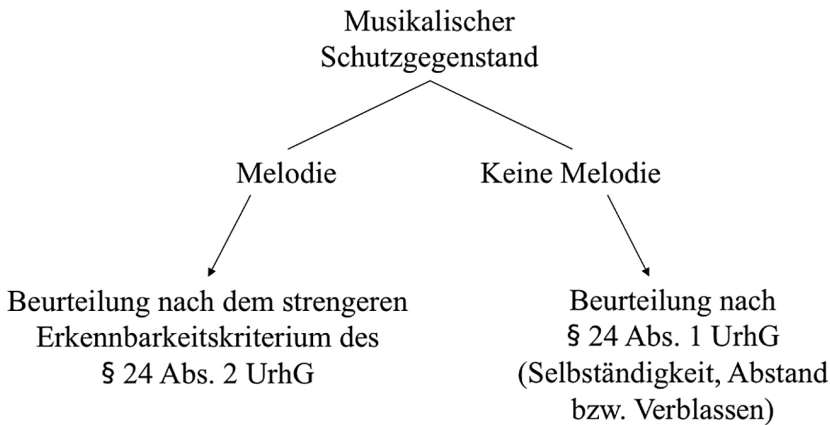 Musikalischer
Schutzgegenstand
Melodie
Keine Melodie
Beurteilung nach dem strengeren
Erkennbarkeitskriterium des
§ 24 Abs. 2 UrhG
Beurteilung nach
§ 24 Abs. 1 UrhG
(Selbständigkeit, Abstand
bzw. Verblassen)